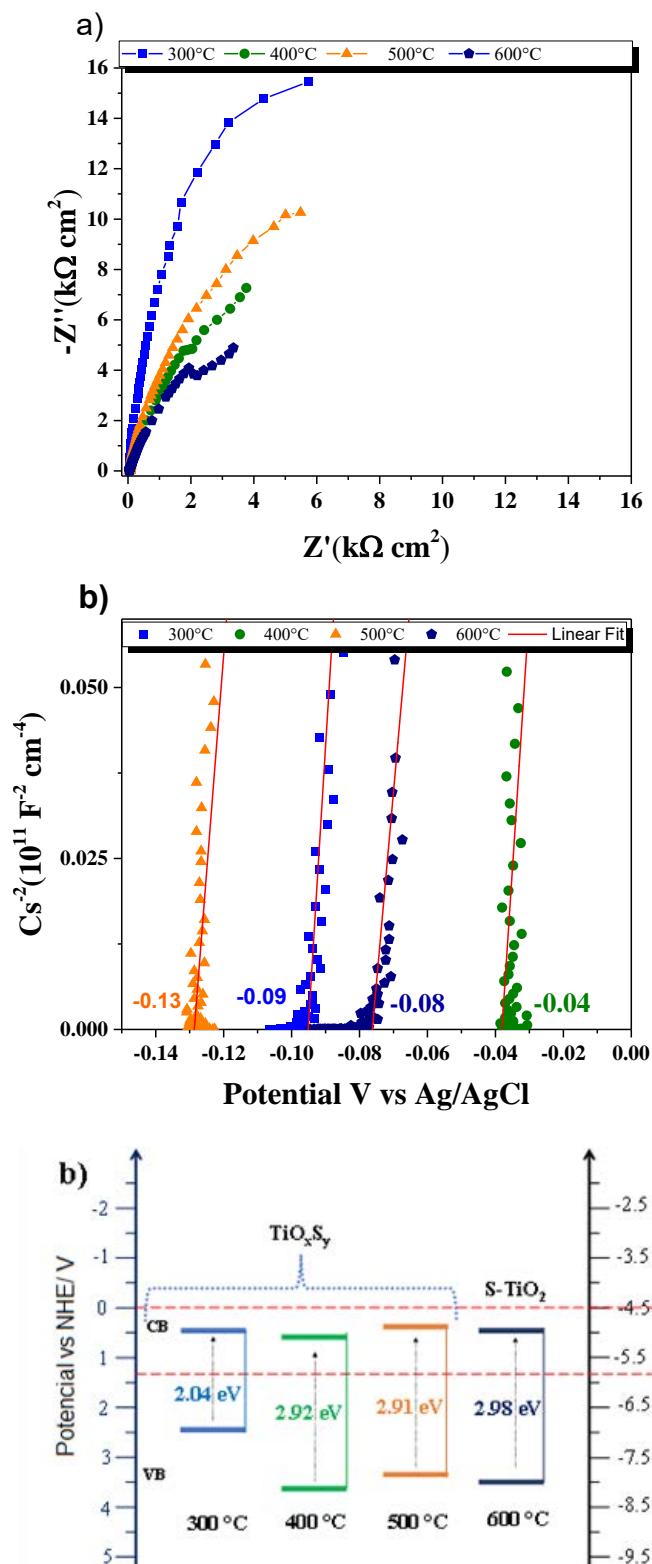 a)
300°C 400°C 500°C 600°C
16
14
12
10
8
6
4
2
0
-Z''(kΩ cm²)
0 2 4 6 8 10 12 14 16
Z'(kΩ cm²)
b)
300°C 400°C 500°C 600°C Linear Fit
0.050
0.025
0.000
Cs⁻²(10¹¹ F⁻² cm⁻⁴)
-0.13 -0.09 -0.08 -0.04
-0.14 -0.12 -0.10 -0.08 -0.06 -0.04 -0.02 0.00
Potential V vs Ag/AgCl
b)
Potencial vs NHE/ V
-2
-1
0
1
2
3
4
5
TiOₓSᵧ
S-TiO₂
CB
VB
2.04 eV 2.92 eV 2.91 eV 2.98 eV
300 °C 400 °C 500 °C 600 °C
-2.5
-3.5
-4.5
-5.5
-6.5
-7.5
-8.5
-9.5